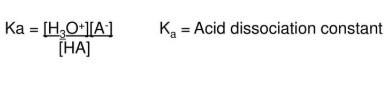 Ka = [H₃O⁺][A⁻] Kₐ = Acid dissociation constant
[HA]